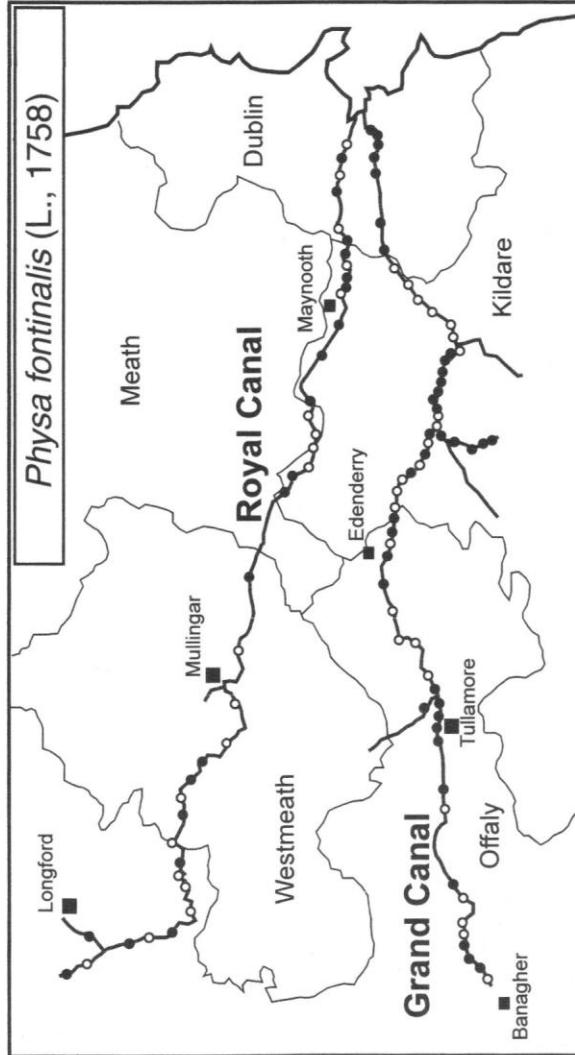 Physa fontinalis (L., 1758)
Meath
Dublin
Longford
Mullingar
Royal Canal
Maynooth
Westmeath
Edenderry
Grand Canal
Tullamore
Offaly
Kildare
Banagher